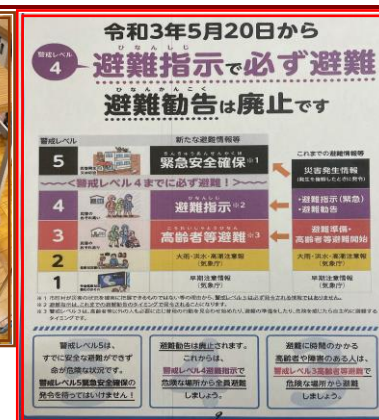 令和3年5月20日から
警戒レベル
4
ひなんしじ
避難指示で必ず避難
ひなんかんこく
避難勧告は廃止です
警戒レベル
新たな避難情報等
これまでの避難情報等
5
緊急安全確保※1
災害発生情報
(発生を確認したときに発令)
<警戒レベル4までに必ず避難!>
4
避難指示※2
・避難指示(緊急)
・避難勧告
3
高齢者等避難※3
避難準備・
高齢者等避難開始
2
大雨・洪水・高潮注意報
(気象庁)
大雨・洪水・高潮注意報
(気象庁)
1
早期注意情報
(気象庁)
早期注意情報
(気象庁)
警戒レベル5は、
すでに安全な避難ができず
命が危険な状況です。
警戒レベル5緊急安全確保の
発令を待ってはいけません!
避難勧告は廃止されます。
これからは、
警戒レベル4避難指示で
危険な場所から全員避難
しましょう。
避難に時間のかかる
高齢者や障害のある人は、
警戒レベル3高齢者等避難で
危険な場所から避難
しましょう。